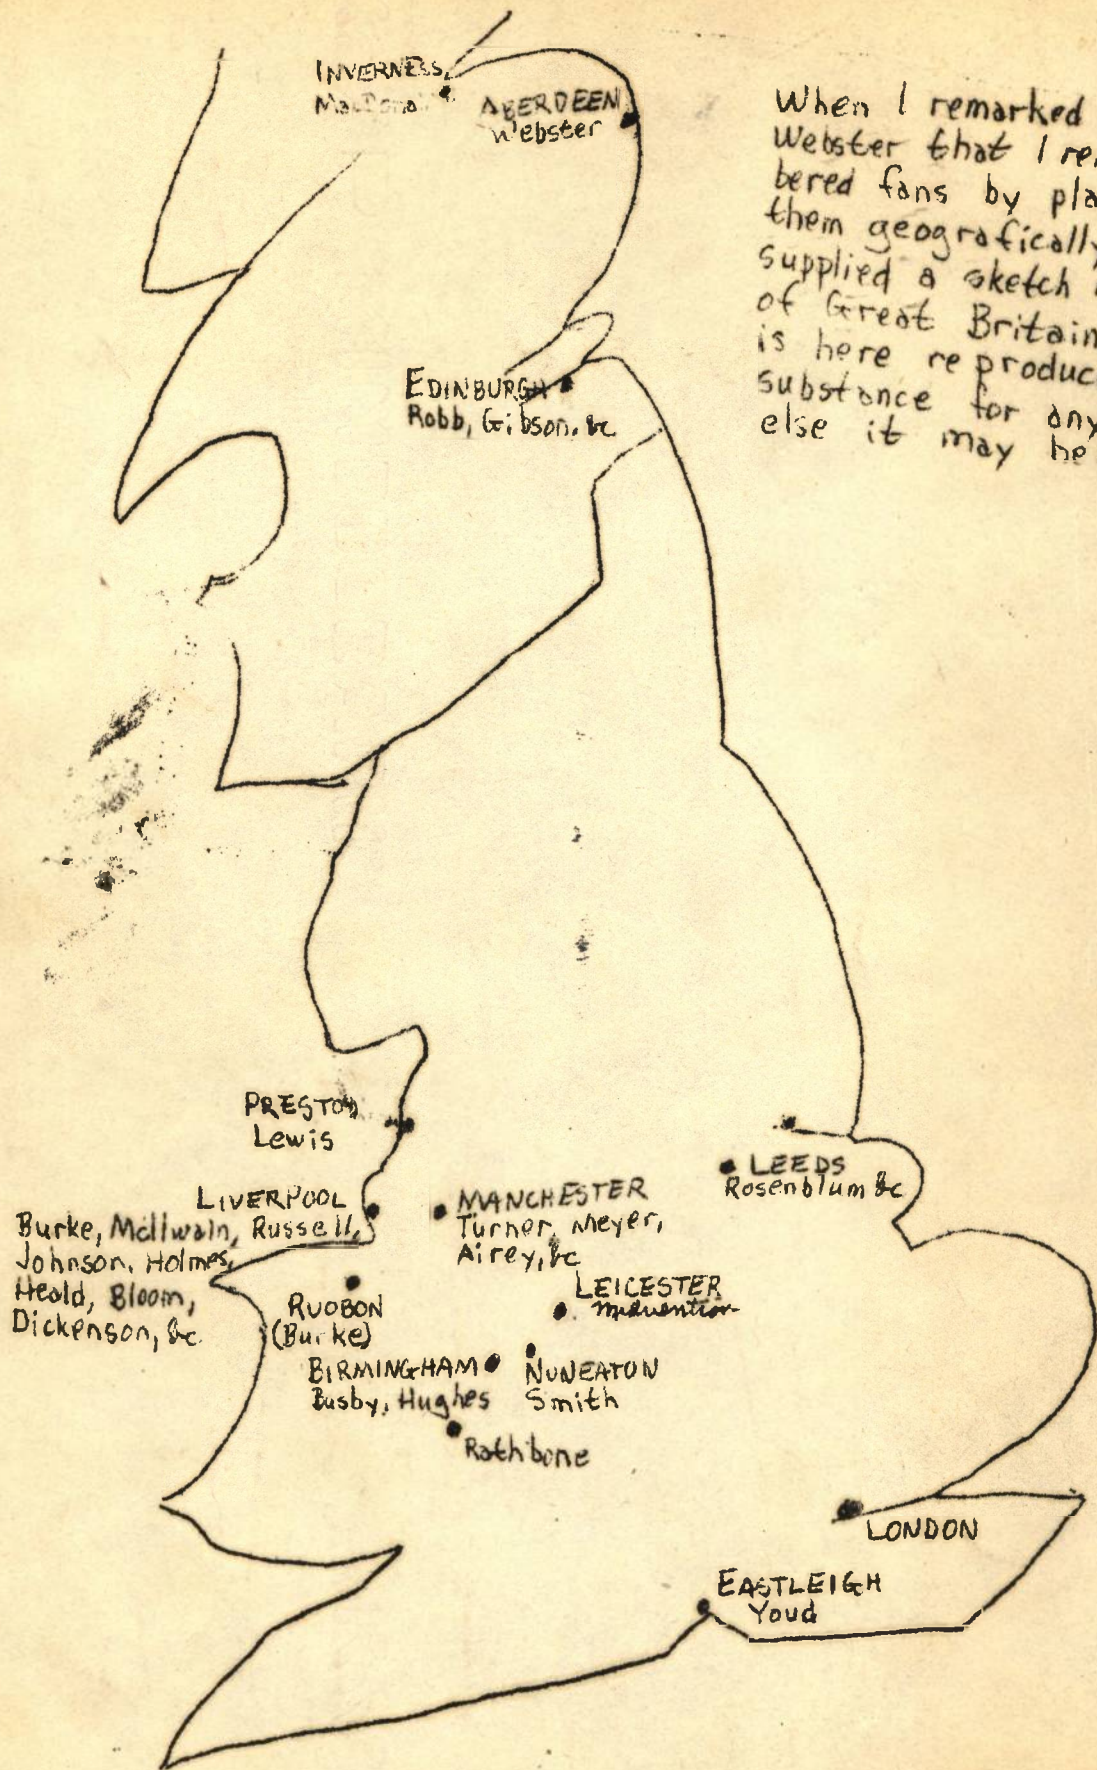 INVERNESS,
ABERDEEN
Webster
When I remarked
Webster that I
bered fans by
them geografically,
supplied a sketch
of Great Britain
is here
substance for any
else it may be
EDINBURGH
Robb, Gibson, &c
PRESTON
Lewis
LEEDS
Rosenblum &c
LIVERPOOL
Burke, McIlwain, Russell,
Johnson, Holmes,
Heald, Bloom,
Dickenson, &c.
MANCHESTER
Turner, Meyer,
Airey, &c
RUOBON
(Burke)
LEICESTER
Midvention
BIRMINGHAM
Busby, Hughes
NUNEATON
Smith
Rathbone
LONDON
EASTLEIGH
Youd